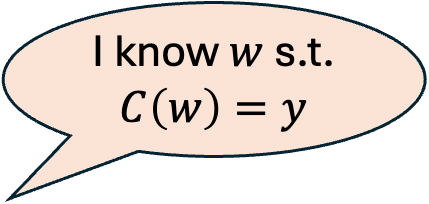 I know w s.t.
C(w) = y